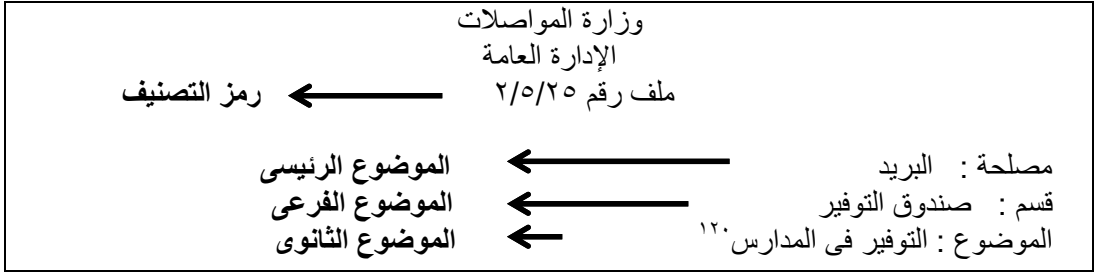 وزارة المواصلات
الإدارة العامة
ملف رقم ٢/٥/٢٥ رمز التصنيف
مصلحة : البريد الموضوع الرئيسى
قسم : صندوق التوفير الموضوع الفرعى
الموضوع : التوفير فى المدارس١٢٠ الموضوع الثانوى